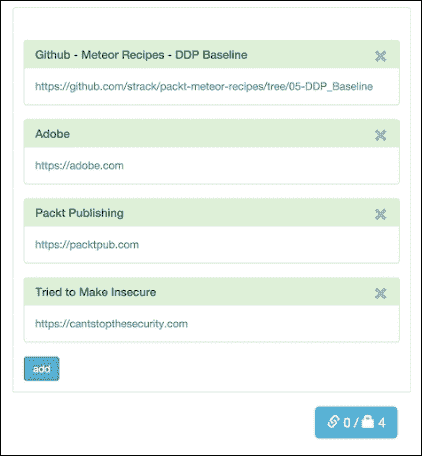 Github - Meteor Recipes - DDP Baseline
https://github.com/strack/packt-meteor-recipes/tree/05-DDP_Baseline
Adobe
https://adobe.com
Packt Publishing
https://packtpub.com
Tried to Make Insecure
https://cantstopthesecurity.com
add
0 / 4